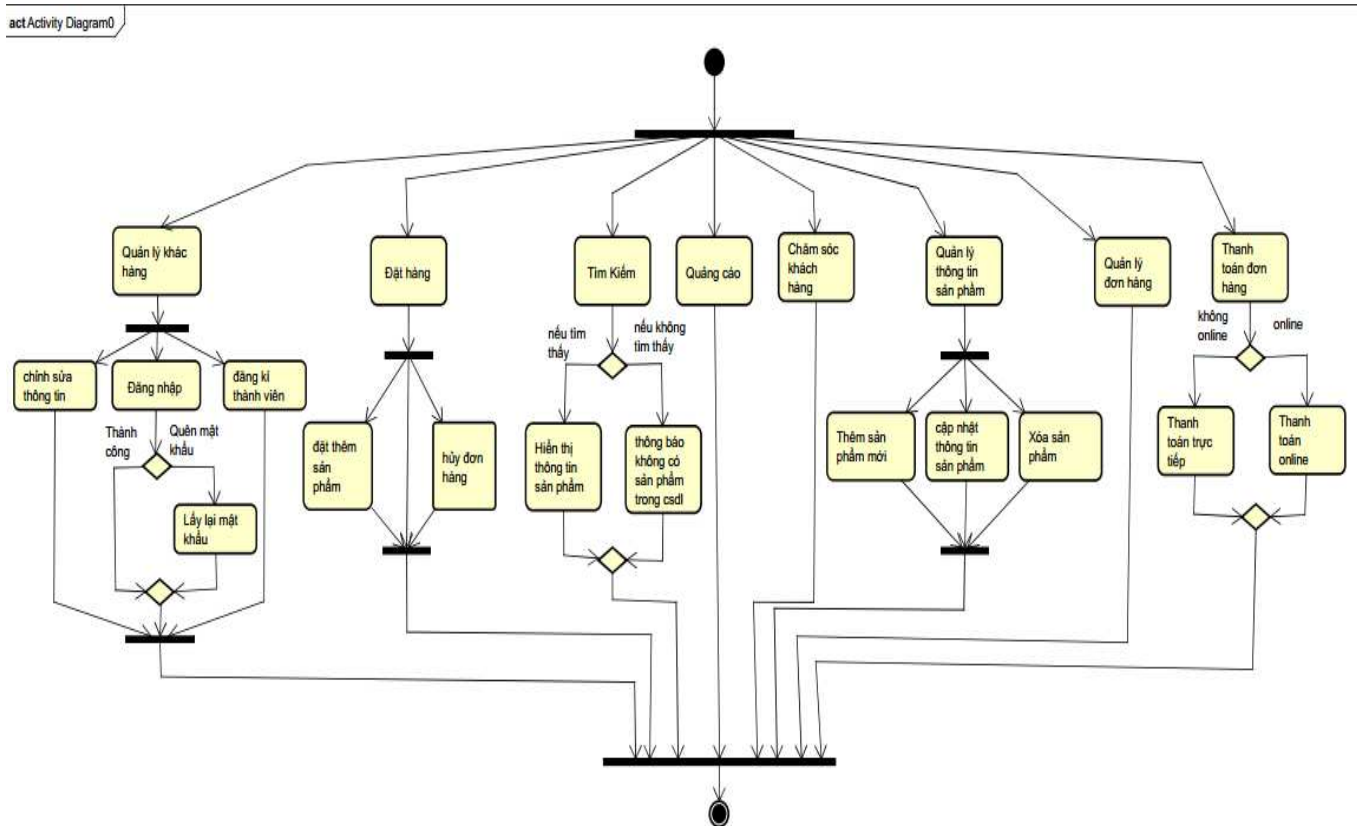 act Activity Diagram0
Quản lý khác
hàng
Đặt hàng
Tìm Kiếm
Quảng cáo
Chăm sóc
khách
hàng
Quản lý
thông tin
sản phẩm
Quản lý
đơn hàng
Thanh
toán đơn
hàng
nếu tìm
thấy
nếu không
tìm thấy
không
online
online
chỉnh sửa
thông tin
Đăng nhập
đăng kí
thành viên
Thành
công
Quên mật
khẩu
Lấy lại mật
khẩu
đặt thêm
sản
phẩm
hủy đơn
hàng
Hiển thị
thông tin
sản phẩm
thông báo
không có
sản phẩm
trong csdl
Thêm sản
phẩm mới
cập nhật
thông tin
sản phẩm
Xóa sản
phẩm
Thanh
toán trực
tiếp
Thanh
toán
online